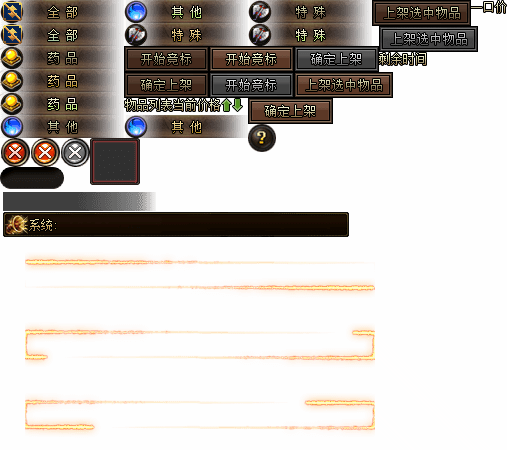 全部 其他 特殊 上架选中物品 一口价
全部 特殊 特殊 上架选中物品
药品 开始竞标 开始竞标 确定上架 剩余时间
药品 确定上架 开始竞标 上架选中物品
药品 物品列表 当前价格 确定上架
其他 其他 ?
系统: